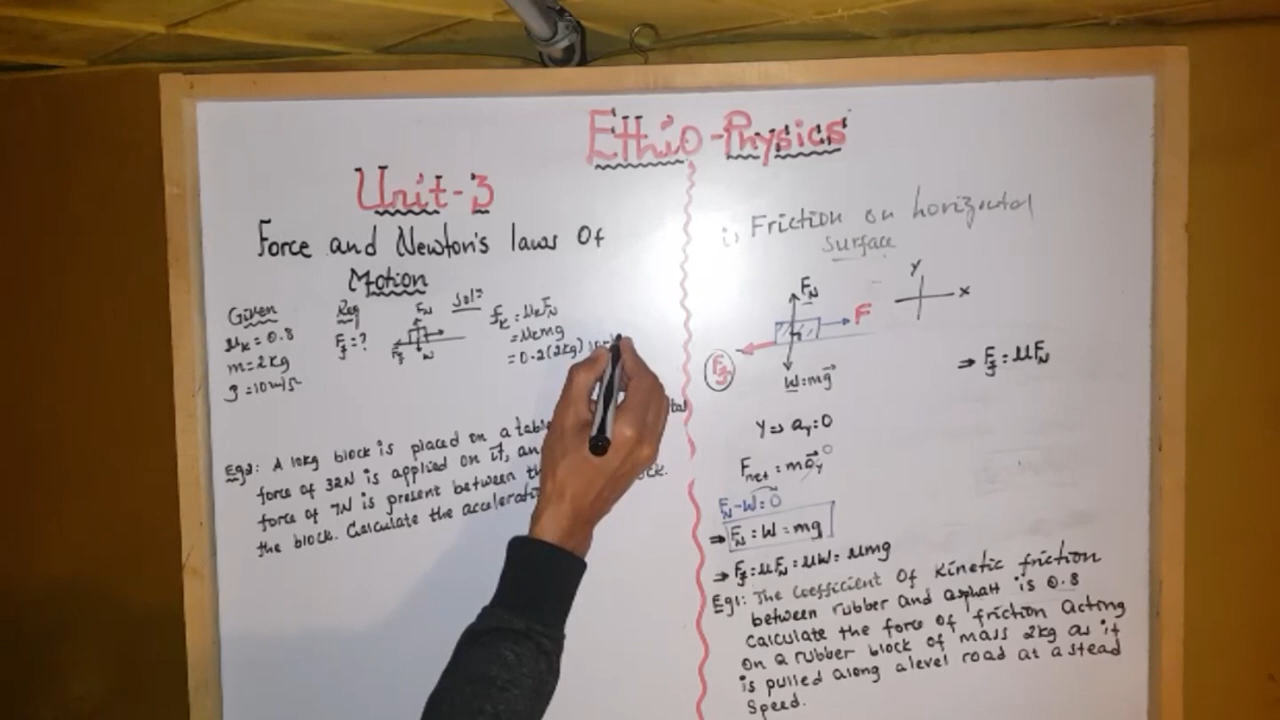 Ethio-Physics
Unit-3
Force and Newton's laws Of
Motion
Given
μk = 0.8
m = 2kg
g = 10m/s²
Req
Ff = ?
FN
Ff
W
Sol=
fk = μkFN
= μkmg
= 0.2(2kg)10
Eg2: A 10kg block is placed on a table
force of 32N is applied on it, an
force of 7N is present between th
the block. Calculate the accelerati
i, Friction on horizontal
Surface
FN
F
Ff
W = mg⃗
Y
X
⇒ Ff = μFN
Y ⇒ ay = 0
Fnet = ma⃗y 0
FN - W = 0
⇒ FN = W = mg
⇒ Ff = μFN = μW = μmg
Eg1: The coefficient Of kinetic friction
between rubber and asphalt is 0.8
Calculate the force of friction acting
on a rubber block of mass 2kg as it
is pulled along a level road at a stead
Speed.